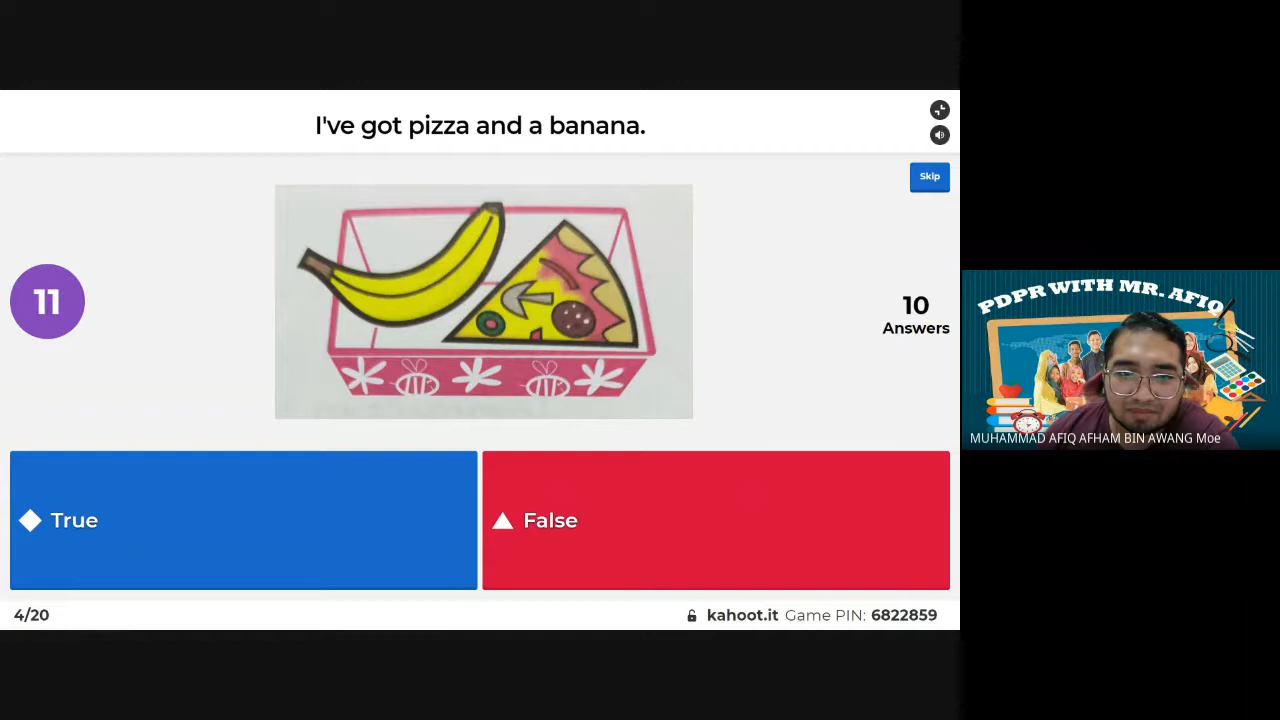 I've got pizza and a banana.
Skip
11
10
Answers
PDPR WITH MR. AFIQ
MUHAMMAD AFIQ AFHAM BIN AWANG Moe
True
False
4/20
kahoot.it Game PIN: 6822859